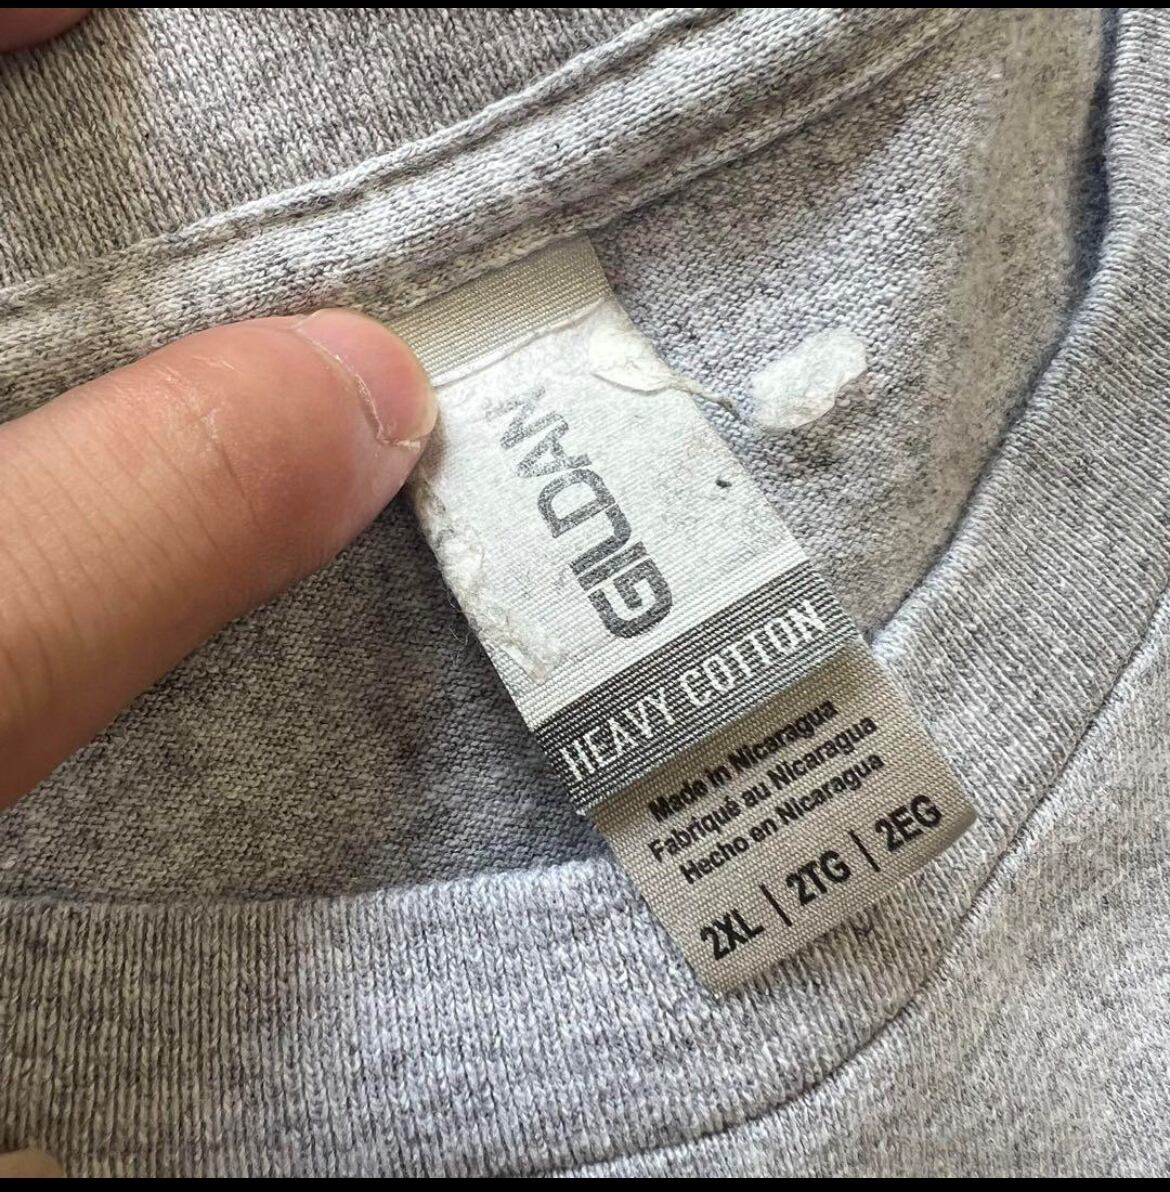 GILDAN
HEAVY COTTON
Made in Nicaragua
Fabriqué au Nicaragua
Hecho en Nicaragua
2XL | 2TG | 2EG